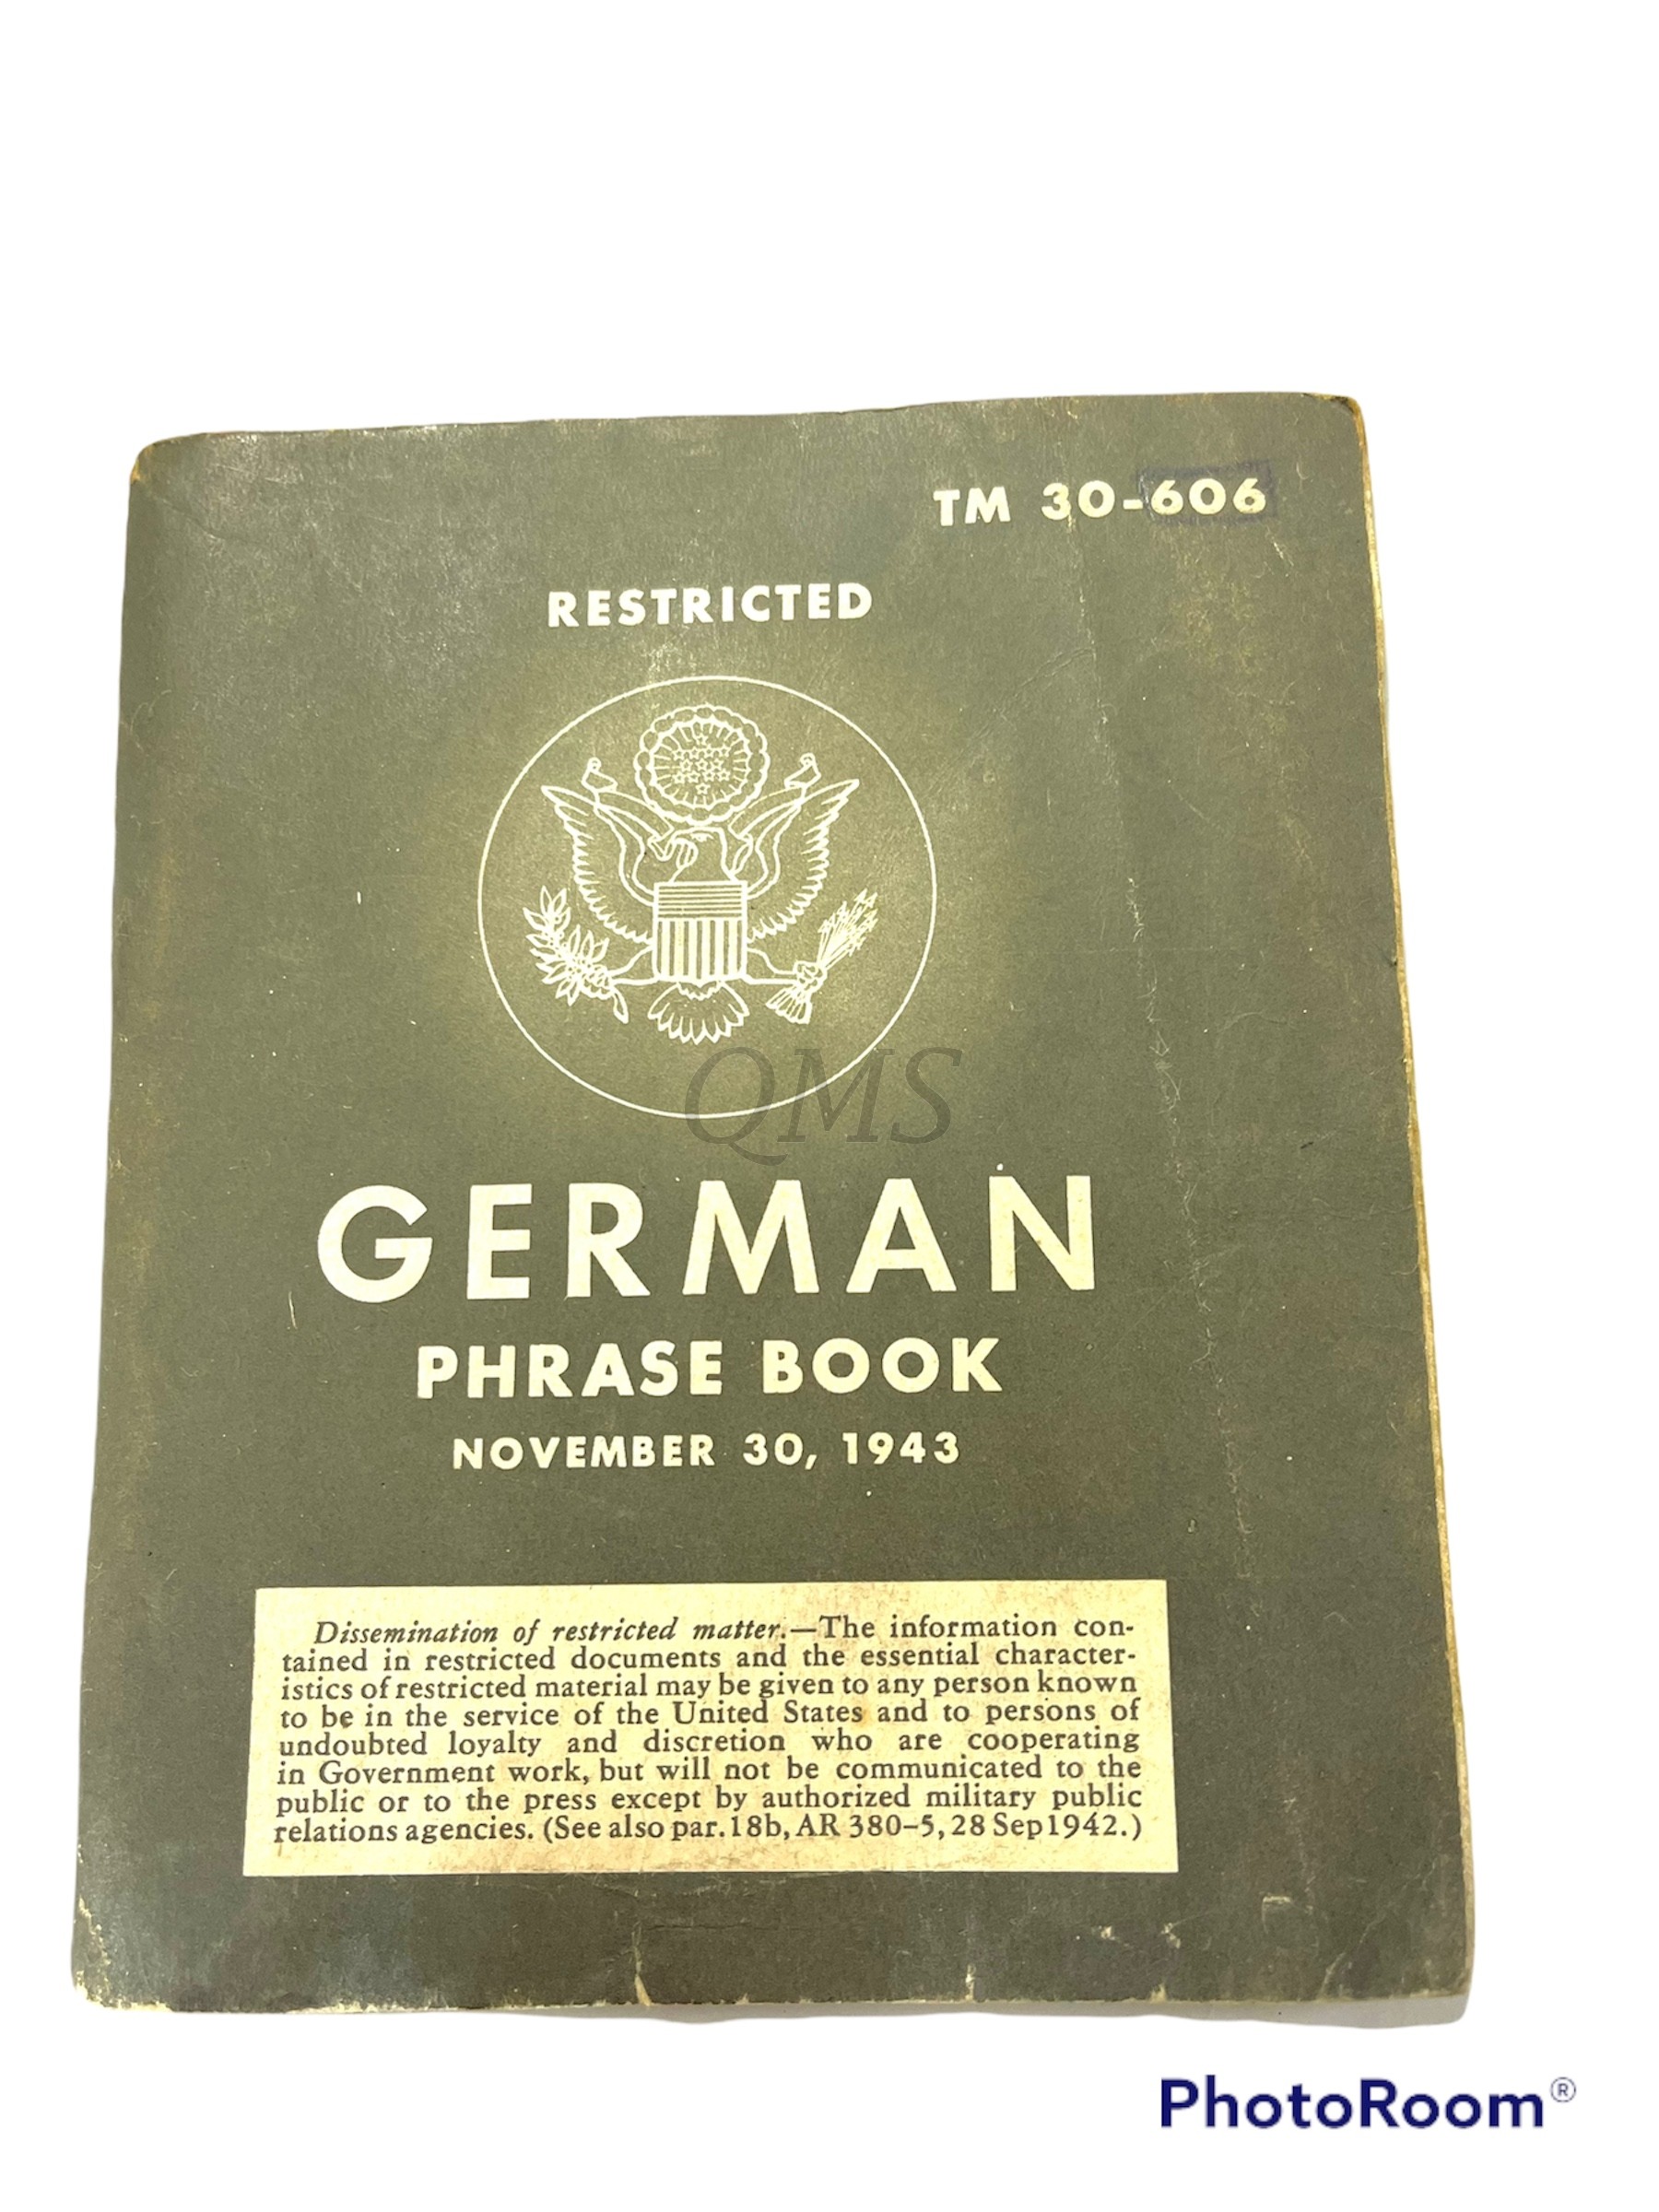 TM 30-606
RESTRICTED
QMS
GERMAN
PHRASE BOOK
NOVEMBER 30, 1943
Dissemination of restricted matter.—The information con-
tained in restricted documents and the essential character-
istics of restricted material may be given to any person known
to be in the service of the United States and to persons of
undoubted loyalty and discretion who are cooperating
in Government work, but will not be communicated to the
public or to the press except by authorized military public
relations agencies. (See also par. 18b, AR 380–5, 28 Sep 1942.)
PhotoRoom®